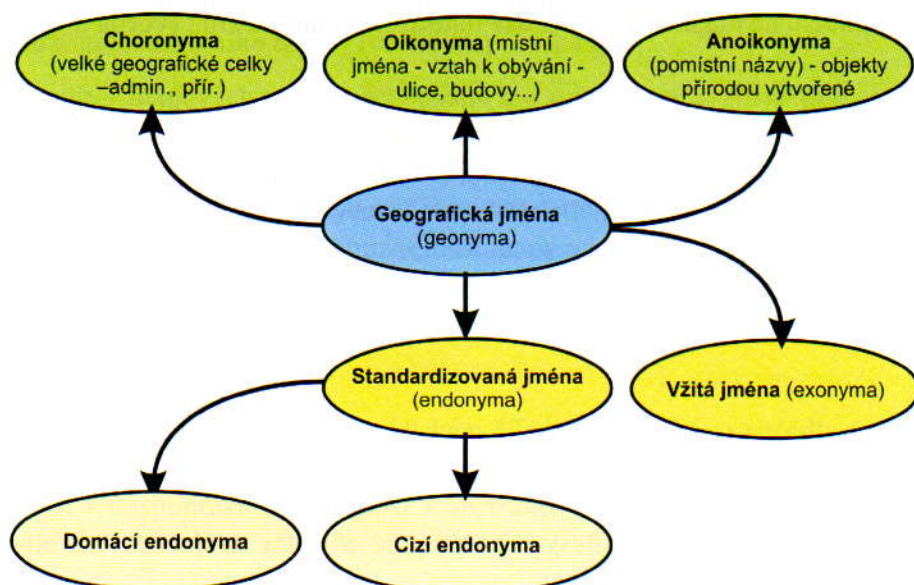 Choronyma
(velké geografické celky
–admin., přír.)
Oikonyma (místní
jména - vztah k obývání -
ulice, budovy...)
Anoikonyma
(pomístní názvy) - objekty
přírodou vytvořené
Geografická jména
(geonyma)
Standardizovaná jména
(endonyma)
Vžitá jména (exonyma)
Domácí endonyma
Cizí endonyma